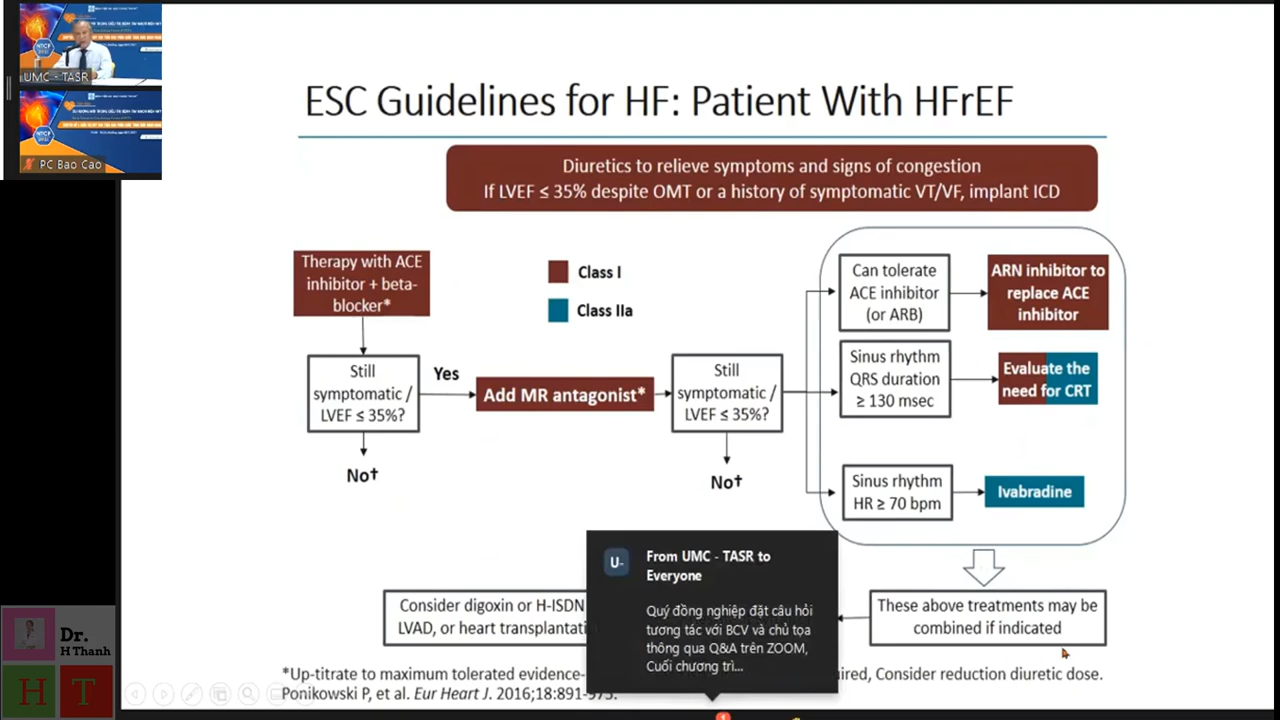 UMC - TASR
PC Bao Cao
ESC Guidelines for HF: Patient With HFrEF
Diuretics to relieve symptoms and signs of congestion
If LVEF ≤ 35% despite OMT or a history of symptomatic VT/VF, implant ICD
Therapy with ACE
inhibitor + beta-
blocker*
Class I
Class IIa
Still
symptomatic /
LVEF ≤ 35%?
Yes
No†
Add MR antagonist*
Still
symptomatic /
LVEF ≤ 35%?
No†
Can tolerate
ACE inhibitor
(or ARB)
ARN inhibitor to
replace ACE
inhibitor
Sinus rhythm
QRS duration
≥ 130 msec
Evaluate the
need for CRT
Sinus rhythm
HR ≥ 70 bpm
Ivabradine
These above treatments may be
combined if indicated
Consider digoxin or H-ISDN
LVAD, or heart transplantati
U-
From UMC - TASR to
Everyone
Quý đồng nghiệp đặt câu hỏi
tương tác với BCV và chủ tọa
thông qua Q&A trên ZOOM,
Cuối chương trì...
*Up-titrate to maximum tolerated evidence- ired, Consider reduction diuretic dose.
Ponikowski P, et al. Eur Heart J. 2016;18:891-975.
Dr.
H Thanh
H T